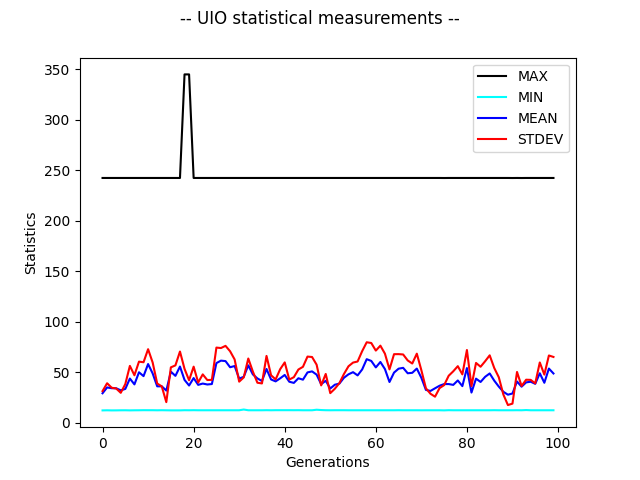 -- UIO statistical measurements --
MAX
MIN
MEAN
STDEV
Statistics
350
300
250
200
150
100
50
0
0 20 40 60 80 100
Generations